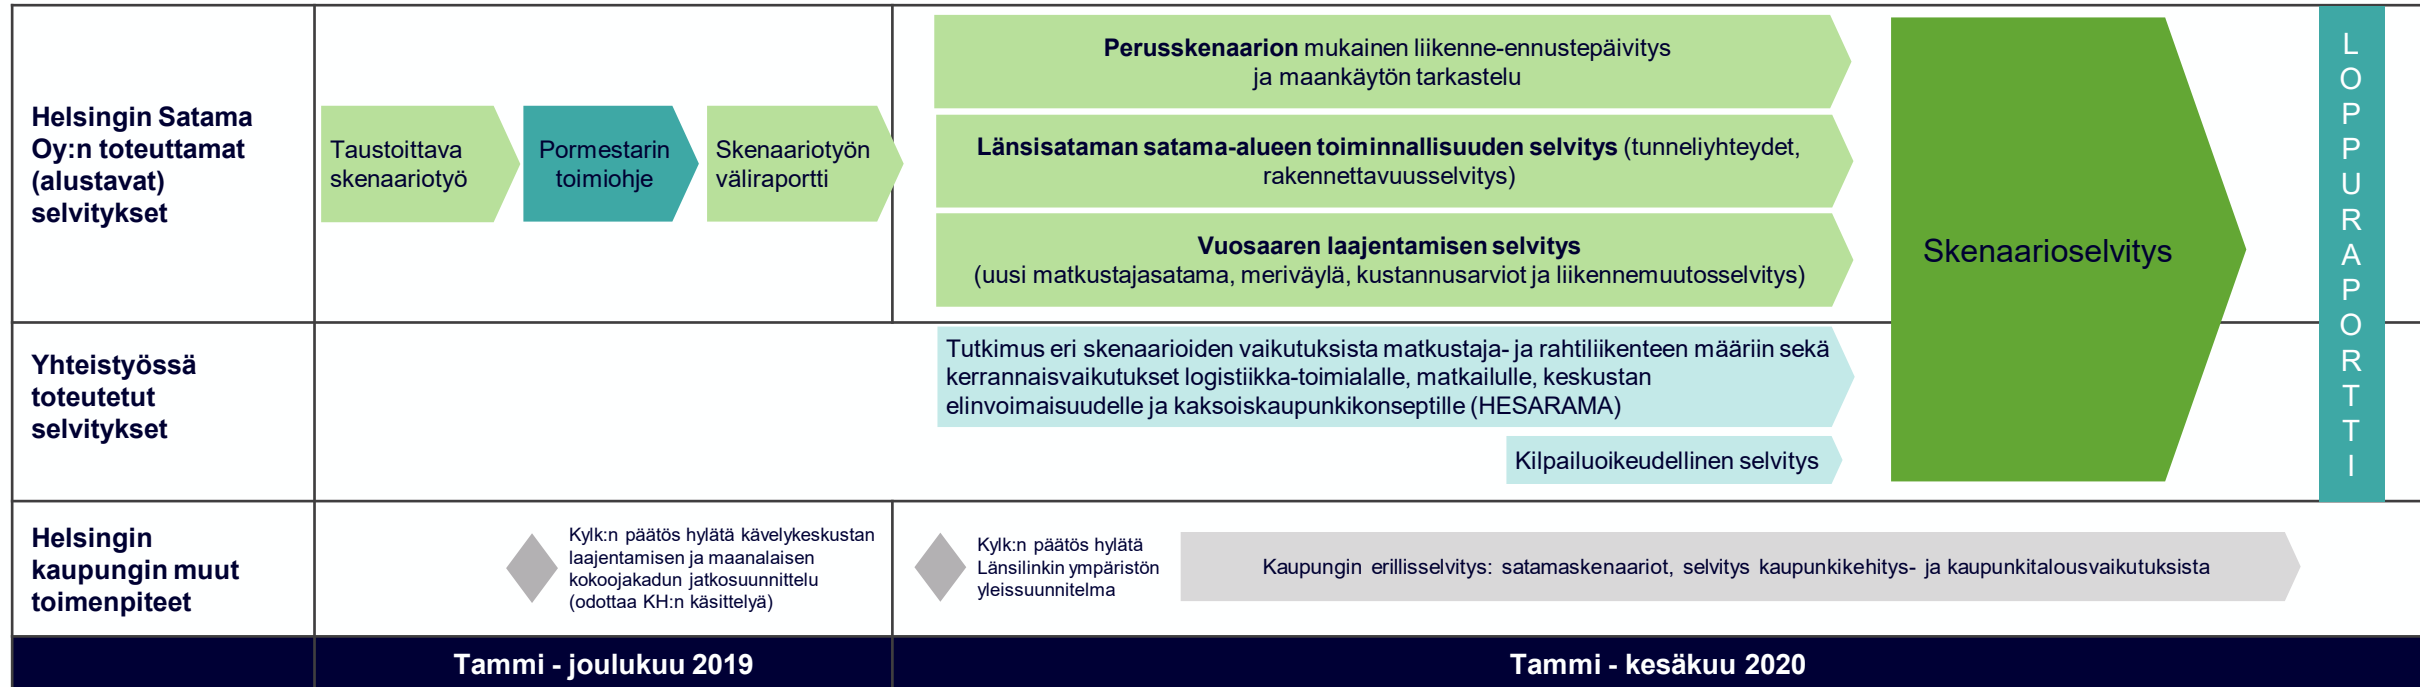 Helsingin Satama
Oy:n toteuttamat
(alustavat)
selvitykset
Taustoittava
skenaariotyö
Pormestarin
toimiohje
Skenaariotyön
väliraportti
Perusskenaarion mukainen liikenne-ennustepäivitys
ja maankäytön tarkastelu
Länsisataman satama-alueen toiminnallisuuden selvitys (tunneliyhteydet,
rakennettavuusselvitys)
Vuosaaren laajentamisen selvitys
(uusi matkustajasatama, meriväylä, kustannusarviot ja liikennemuutosselvitys)
Skenaarioselvitys
L
O
P
P
U
R
A
P
O
R
T
T
I
Yhteistyössä
toteutetut
selvitykset
Tutkimus eri skenaarioiden vaikutuksista matkustaja- ja rahtiliikenteen määriin sekä
kerrannaisvaikutukset logistiikka-toimialalle, matkailulle, keskustan
elinvoimaisuudelle ja kaksoiskaupunkikonseptille (HESARAMA)
Kilpailuoikeudellinen selvitys
Helsingin
kaupungin muut
toimenpiteet
Kylk:n päätös hylätä kävelykeskustan
laajentamisen ja maanalaisen
kokoojakadun jatkosuunnittelu
(odottaa KH:n käsittelyä)
Kylk:n päätös hylätä
Länsilinkin ympäristön
yleissuunnitelma
Kaupungin erillisselvitys: satamaskenaariot, selvitys kaupunkikehitys- ja kaupunkitalousvaikutuksista
Tammi - joulukuu 2019
Tammi - kesäkuu 2020